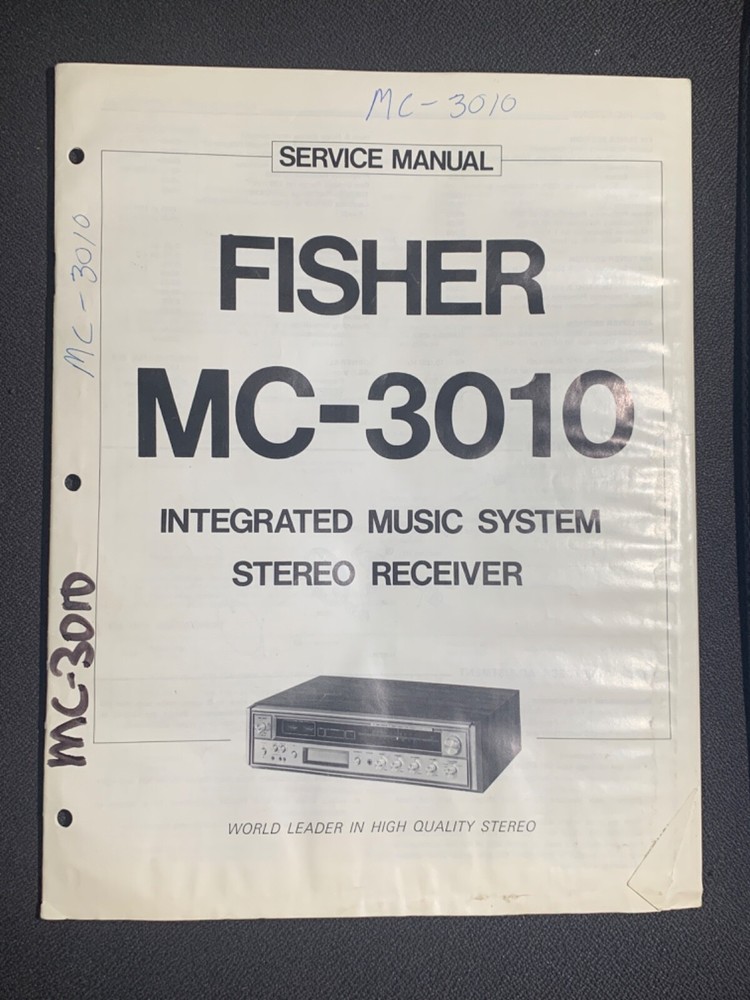 MC-3010
SERVICE MANUAL
FISHER
MC-3010
INTEGRATED MUSIC SYSTEM
STEREO RECEIVER
WORLD LEADER IN HIGH QUALITY STEREO
MC-3010
MC-3010